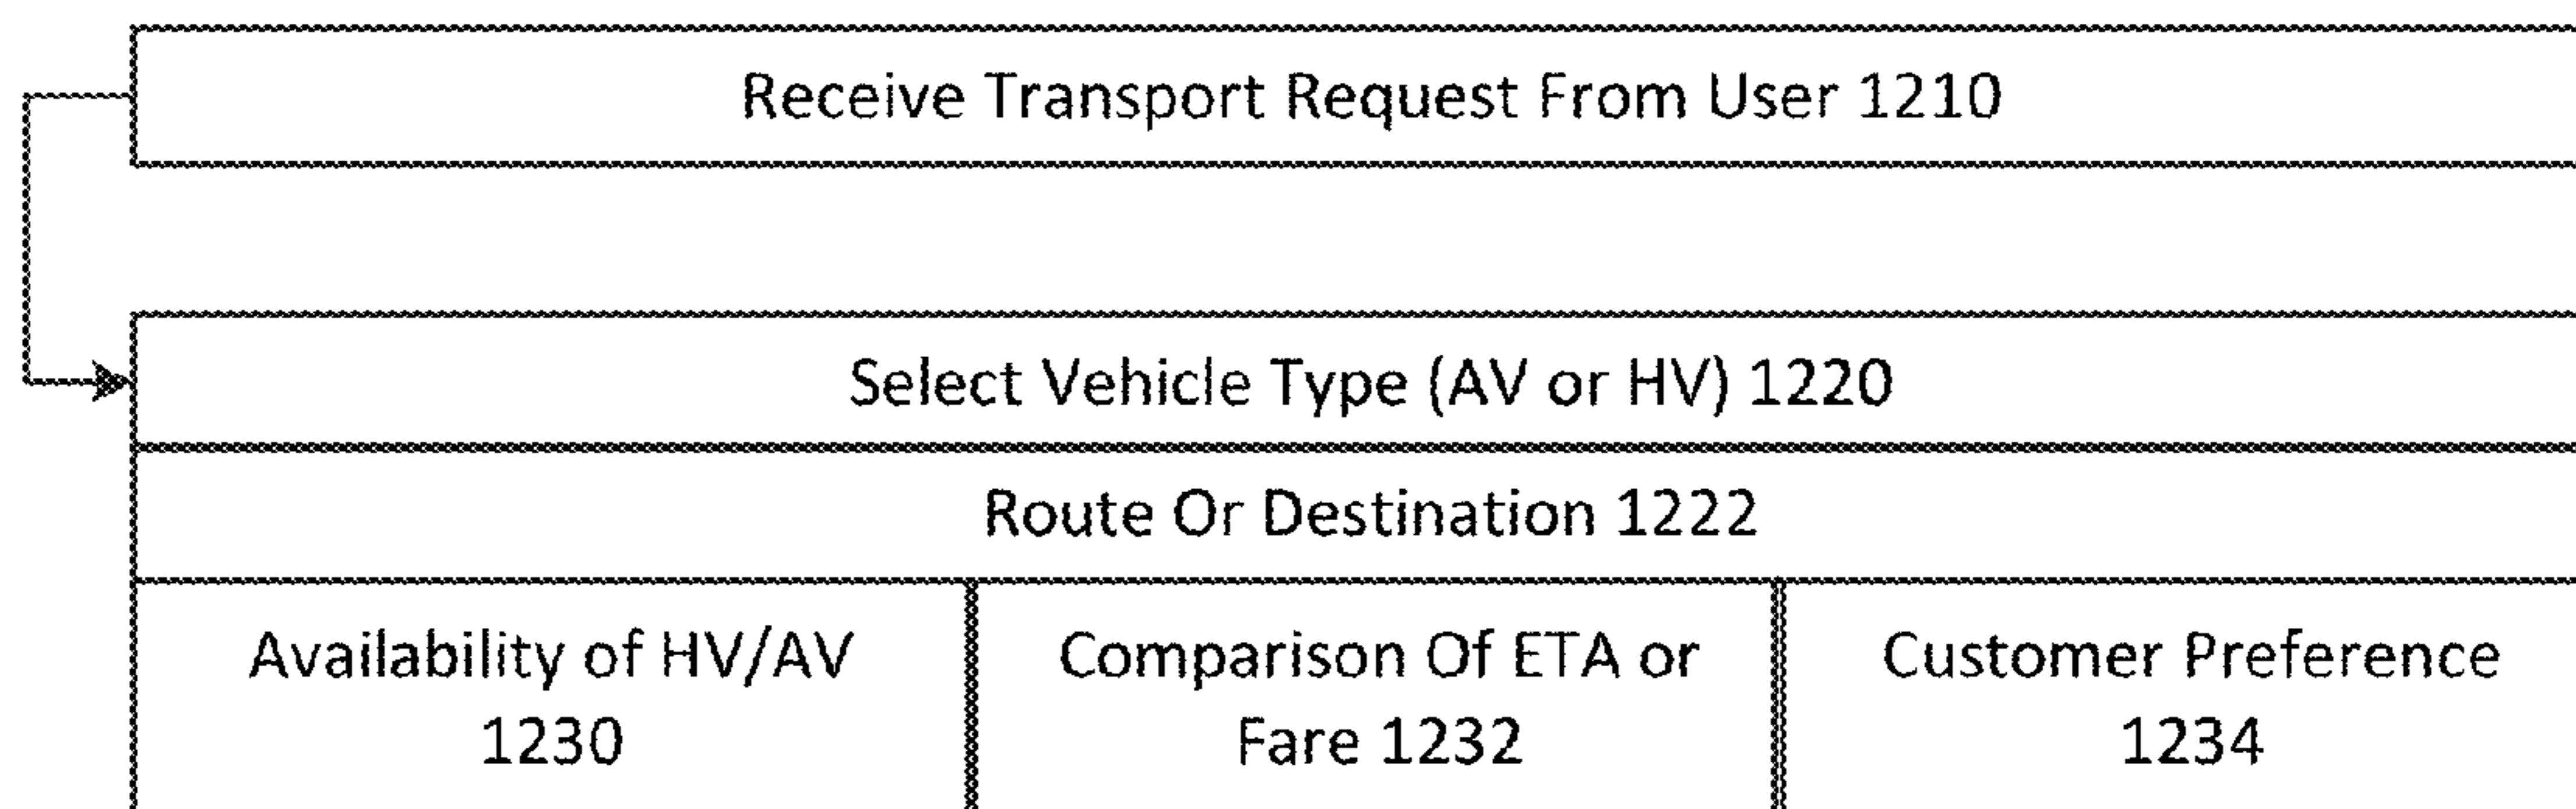 Receive Transport Request From User 1210
Select Vehicle Type (AV or HV) 1220
Route Or Destination 1222
Availability of HV/AV
1230
Comparison Of ETA or
Fare 1232
Customer Preference
1234